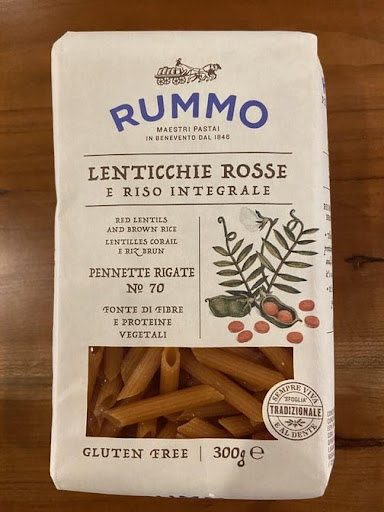 RUMMO
MAESTRI PASTAI
IN BENEVENTO DAL 1846
LENTICCHIE ROSSE
E RISO INTEGRALE
RED LENTILS
AND BROWN RICE
LENTILLES CORAIL
E RIZ BRUN
PENNETTE RIGATE
Nº 70
FONTE DI FIBRE
E PROTEINE
VEGETALI
SEMPRE VIVA
SFOGLIA
TRADIZIONALE
E AL DENTE
GLUTEN FREE | 300g e